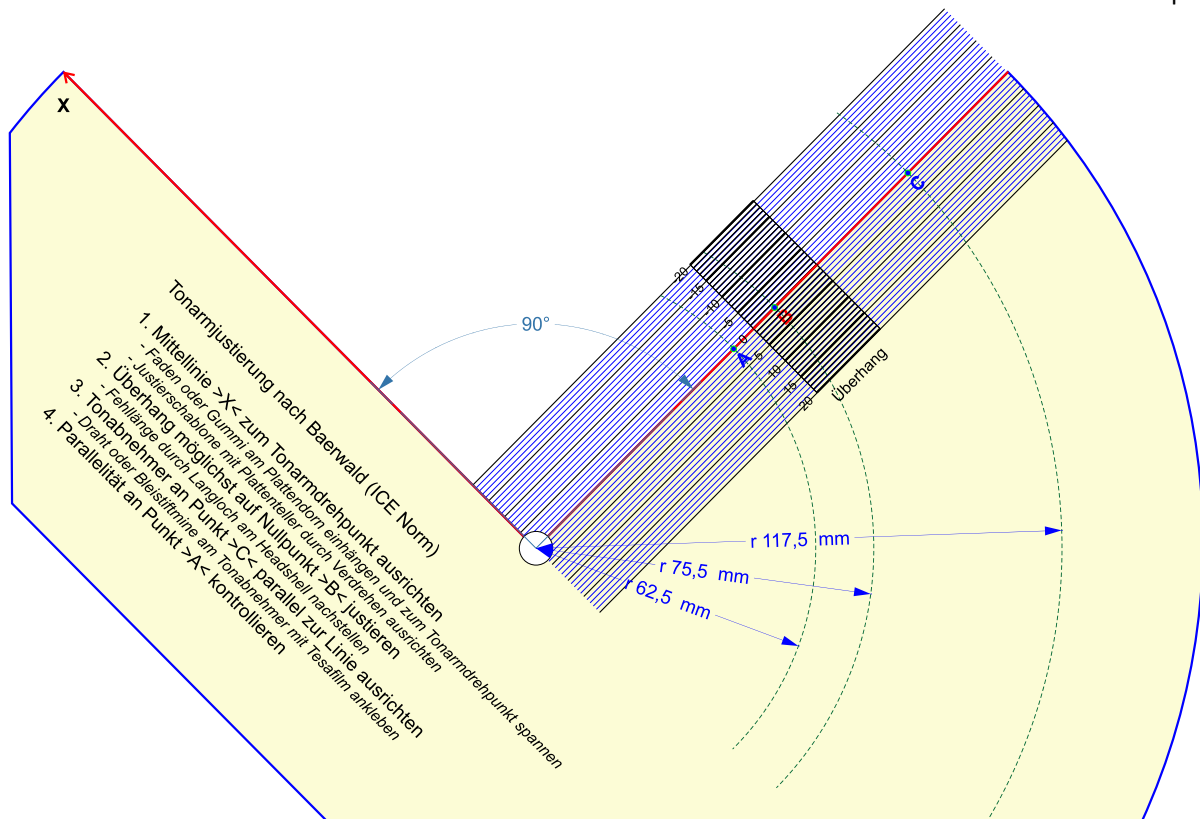 X
Tonarmjustierung nach Baerwald (ICE Norm)
1. Mittellinie >X< zum Tonarmdrehpunkt ausrichten
- Faden oder Gummi am Plattendorn einhängen und zum Tonarmdrehpunkt spannen
- Justierschablone mit Plattenteller durch Verdrehen ausrichten
2. Überhang möglichst auf Nullpunkt >B< justieren
- Fehllänge durch Langloch am Headshell nachstellen
3. Tonabnehmer an Punkt >C< parallel zur Linie ausrichten
- Draht oder Bleistiftmine am Tonabnehmer mit Tesafilm ankleben
4. Parallelität an Punkt >A< kontrollieren
90°
C
B
A
-20
-15
-10
-5
0
5
10
15
20
Überhang
r 117,5 mm
r 75,5 mm
r 62,5 mm